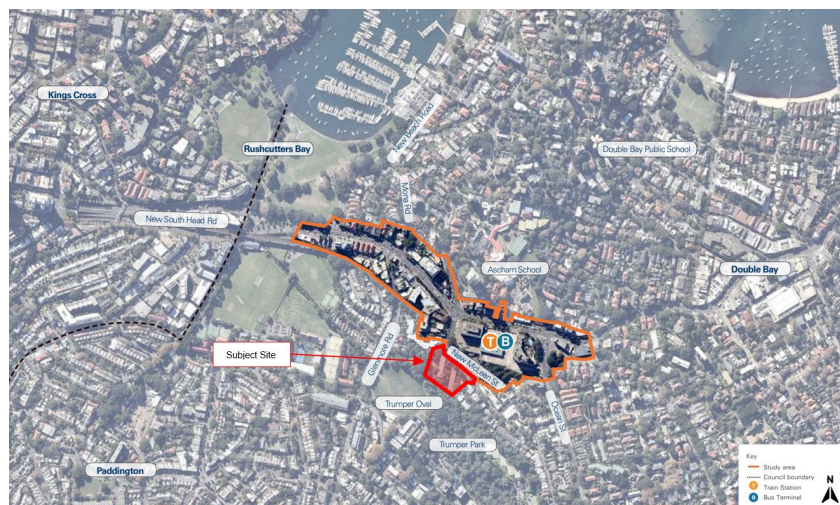 Kings Cross
Rushcutters Bay
New Beach Road
Double Bay Public School
Mona Rd
New South Head Rd
Ascham School
Double Bay
T B
Subject Site
Glenmore Rd
New McLean St
Trumper Oval
Ocean St
Trumper Park
Paddington
Key
Study area
Council boundary
T Train Station
B Bus Terminal
N